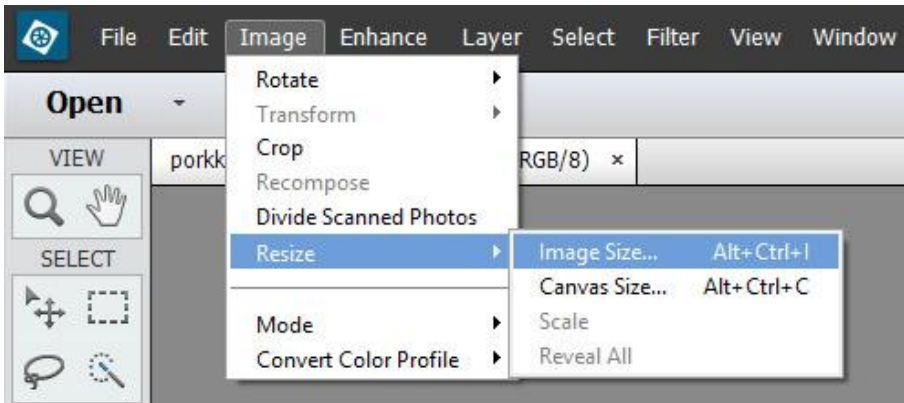 File Edit Image Enhance Layer Select Filter View Window
Open
Rotate
Transform
Crop
Recompose
Divide Scanned Photos
Resize
Mode
Convert Color Profile
Image Size... Alt+Ctrl+I
Canvas Size... Alt+Ctrl+C
Scale
Reveal All
VIEW
porkk
RGB/8) ×
SELECT